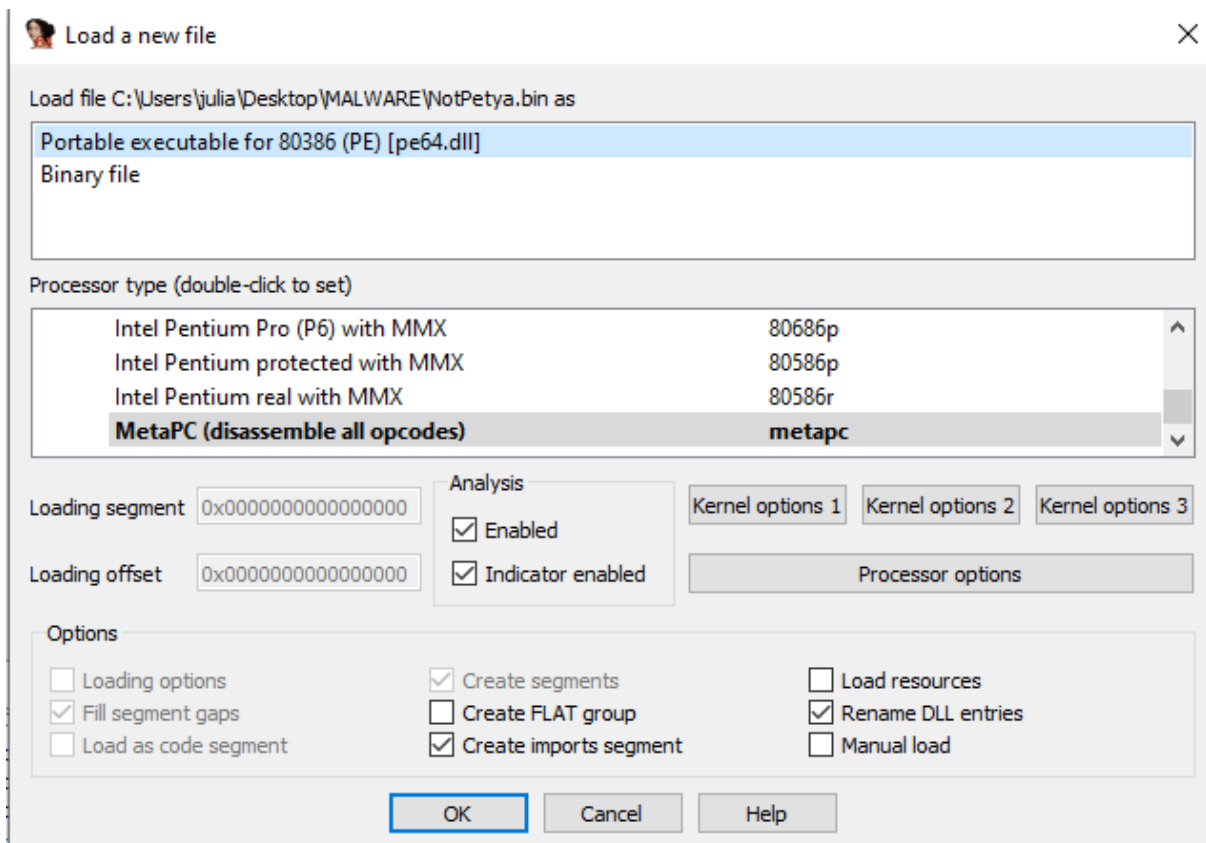 Load a new file
Load file C:\Users\julia\Desktop\MALWARE\NotPetya.bin as
Portable executable for 80386 (PE) [pe64.dll]
Binary file
Processor type (double-click to set)
Intel Pentium Pro (P6) with MMX 80686p
Intel Pentium protected with MMX 80586p
Intel Pentium real with MMX 80586r
MetaPC (disassemble all opcodes) metapc
Loading segment 0x0000000000000000
Loading offset 0x0000000000000000
Analysis
Enabled
Indicator enabled
Kernel options 1 Kernel options 2 Kernel options 3
Processor options
Options
Loading options Create segments Load resources
Fill segment gaps Create FLAT group Rename DLL entries
Load as code segment Create imports segment Manual load
OK Cancel Help